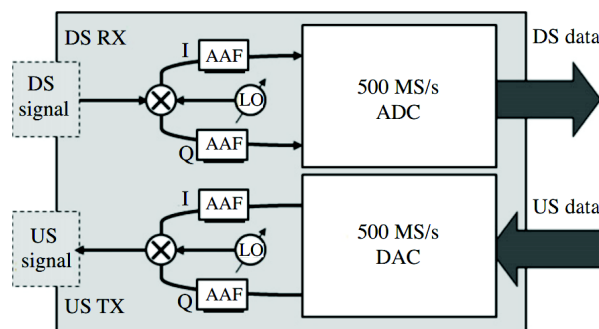 DS RX
DS data
I
AAF
DS
signal
LO
500 MS/s
ADC
Q
AAF
I
AAF
US data
US
signal
LO
500 MS/s
DAC
US TX
Q
AAF